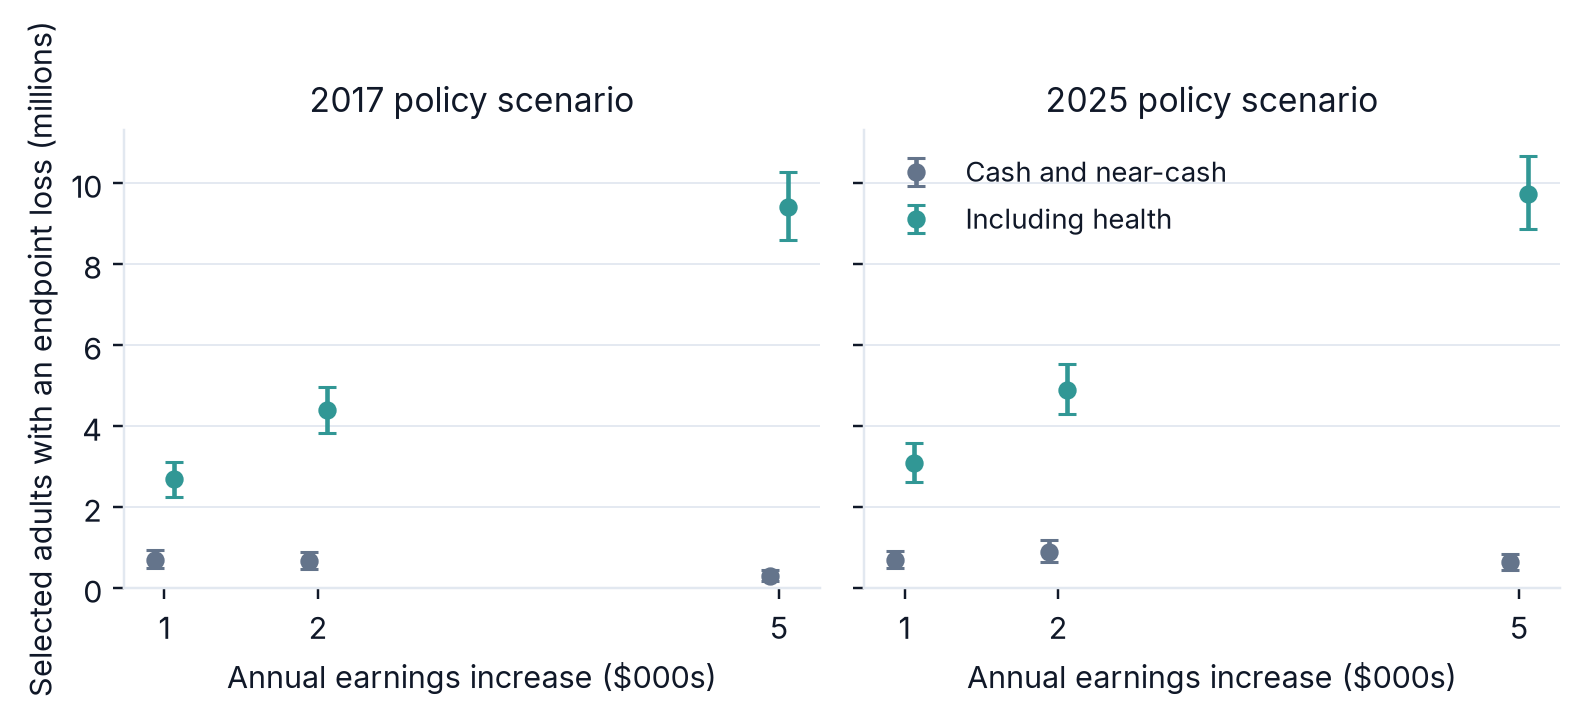 Selected adults with an endpoint loss (millions)
2017 policy scenario
10
8
6
4
2
0
1 2 5
Annual earnings increase ($000s)
2025 policy scenario
Cash and near-cash
Including health
1 2 5
Annual earnings increase ($000s)